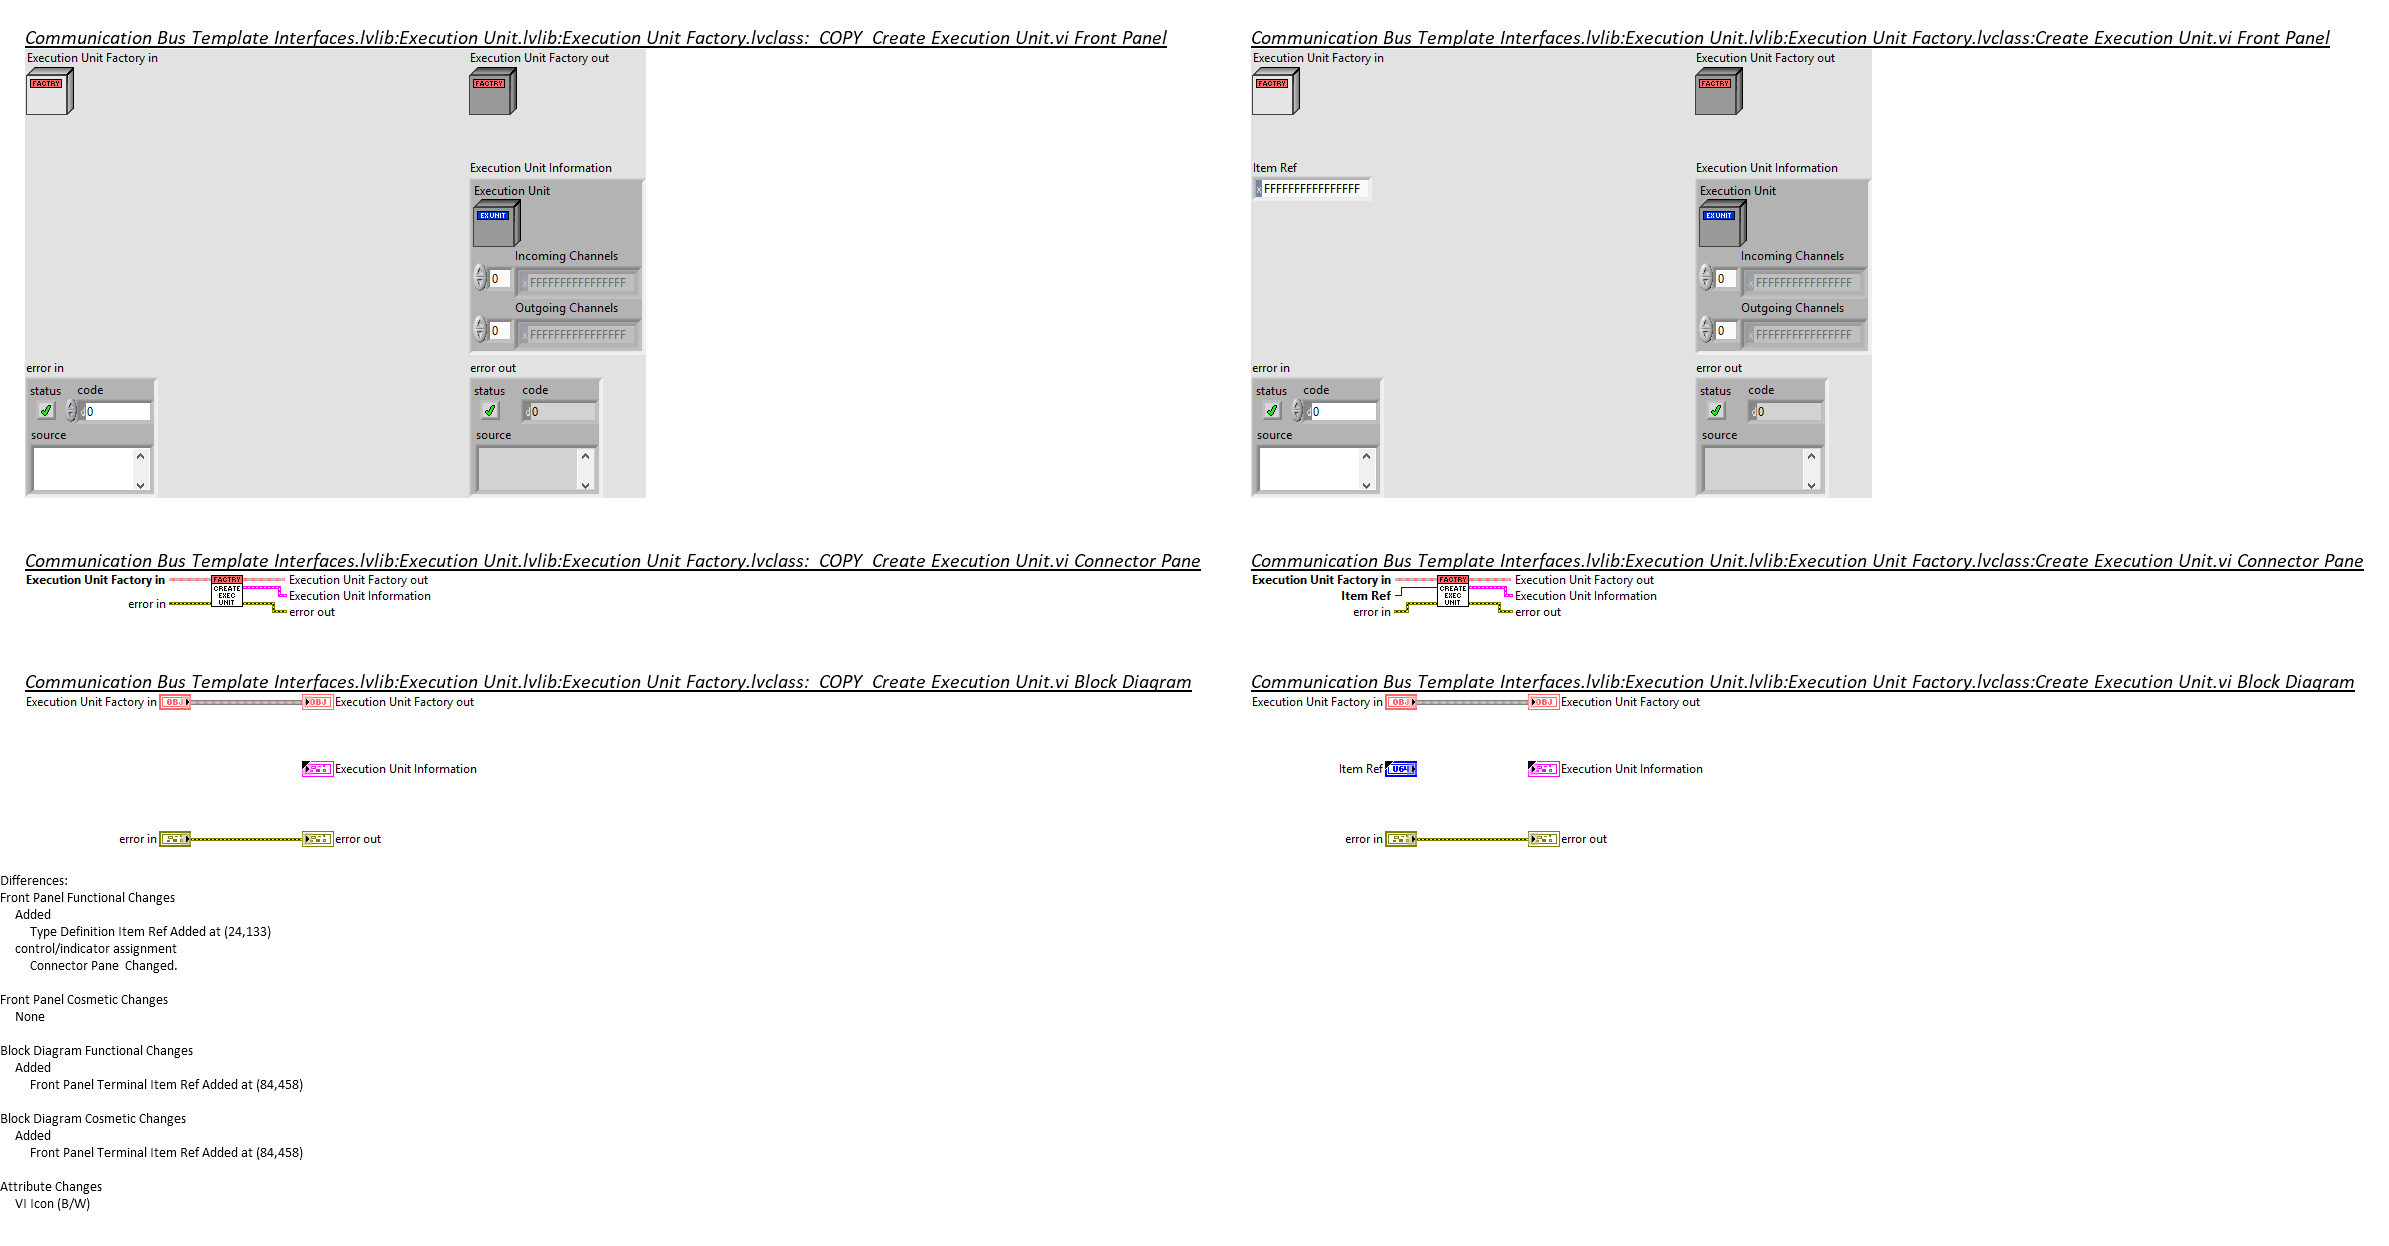 Communication Bus Template Interfaces.lvlib:Execution Unit.lvlib:Execution Unit Factory.lvclass:_COPY_Create Execution Unit.vi Front Panel
Execution Unit Factory in
Execution Unit Factory out
FACTRY
FACTRY
Execution Unit Information
Execution Unit
EX UNIT
Incoming Channels
0
x FFFFFFFFFFFFFFFF
Outgoing Channels
0
x FFFFFFFFFFFFFFFF
error in
status code
d 0
source
error out
status code
d 0
source
Communication Bus Template Interfaces.lvlib:Execution Unit.lvlib:Execution Unit Factory.lvclass:Create Execution Unit.vi Front Panel
Execution Unit Factory in
Execution Unit Factory out
FACTRY
FACTRY
Item Ref
x FFFFFFFFFFFFFFFF
Execution Unit Information
Execution Unit
EX UNIT
Incoming Channels
0
x FFFFFFFFFFFFFFFF
Outgoing Channels
0
x FFFFFFFFFFFFFFFF
error in
status code
d 0
source
error out
status code
d 0
source
Communication Bus Template Interfaces.lvlib:Execution Unit.lvlib:Execution Unit Factory.lvclass:_COPY_Create Execution Unit.vi Connector Pane
Execution Unit Factory in
error in
FACTRY
CREATE
EXEC
UNIT
Execution Unit Factory out
Execution Unit Information
error out
Communication Bus Template Interfaces.lvlib:Execution Unit.lvlib:Execution Unit Factory.lvclass:Create Execution Unit.vi Connector Pane
Execution Unit Factory in
Item Ref
error in
FACTRY
CREATE
EXEC
UNIT
Execution Unit Factory out
Execution Unit Information
error out
Communication Bus Template Interfaces.lvlib:Execution Unit.lvlib:Execution Unit Factory.lvclass:_COPY_Create Execution Unit.vi Block Diagram
Execution Unit Factory in OBJ OBJ Execution Unit Factory out
Execution Unit Information
error in error out
Communication Bus Template Interfaces.lvlib:Execution Unit.lvlib:Execution Unit Factory.lvclass:Create Execution Unit.vi Block Diagram
Execution Unit Factory in OBJ OBJ Execution Unit Factory out
Item Ref U64 Execution Unit Information
error in error out
Differences:
Front Panel Functional Changes
Added
Type Definition Item Ref Added at (24,133)
control/indicator assignment
Connector Pane  Changed.
Front Panel Cosmetic Changes
None
Block Diagram Functional Changes
Added
Front Panel Terminal Item Ref Added at (84,458)
Block Diagram Cosmetic Changes
Added
Front Panel Terminal Item Ref Added at (84,458)
Attribute Changes
VI Icon (B/W)